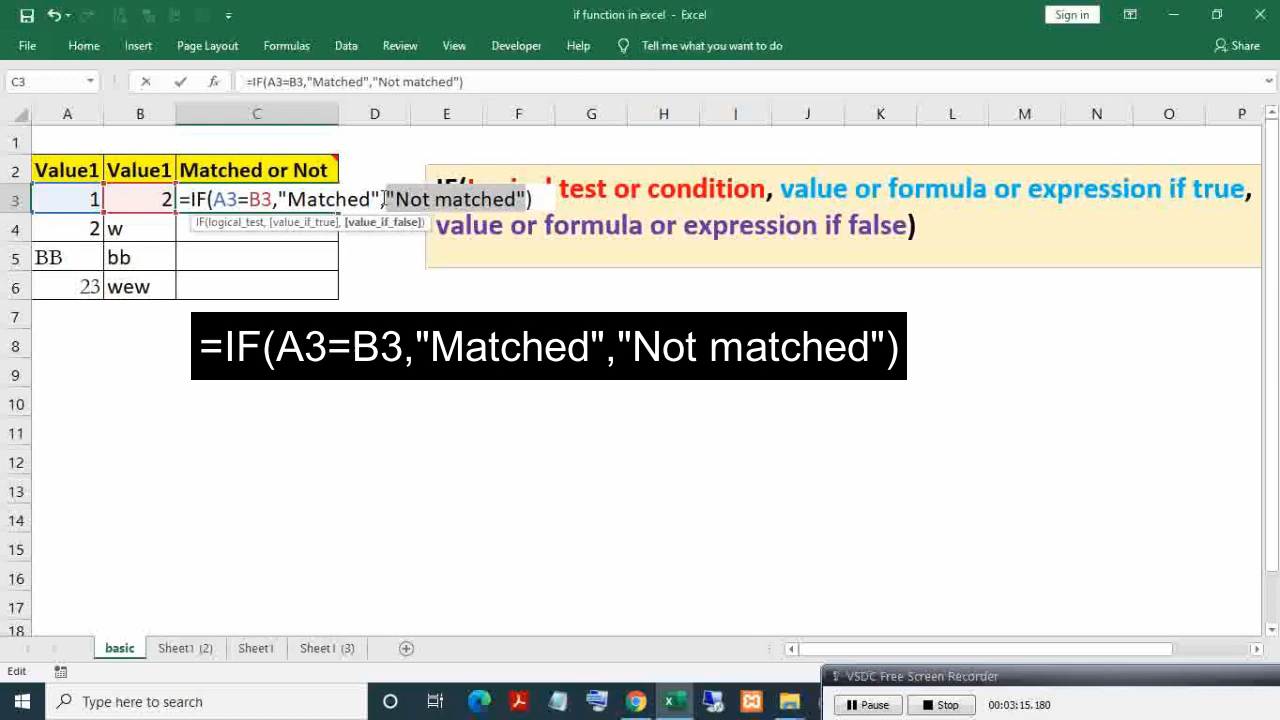 if function in excel - Excel
Sign in
File Home Insert Page Layout Formulas Data Review View Developer Help Tell me what you want to do Share
C3 fx =IF(A3=B3,"Matched","Not matched")
A B C D E F G H I J K L M N O P
1
2 Value1 Value1 Matched or Not
3 1 2 =IF(A3=B3,"Matched","Not matched")
IF(logical_test, [value_if_true], [value_if_false])
4 2 w
5 BB bb
6 23 wew
IF( test or condition, value or formula or expression if true,
value or formula or expression if false)
7
=IF(A3=B3,"Matched","Not matched")
8
9
10
11
12
13
14
15
16
17
18
basic Sheet1 (2) Sheet1 Sheet1 (3)
Edit
VSDC Free Screen Recorder
Type here to search
Pause Stop 00:03:15.180